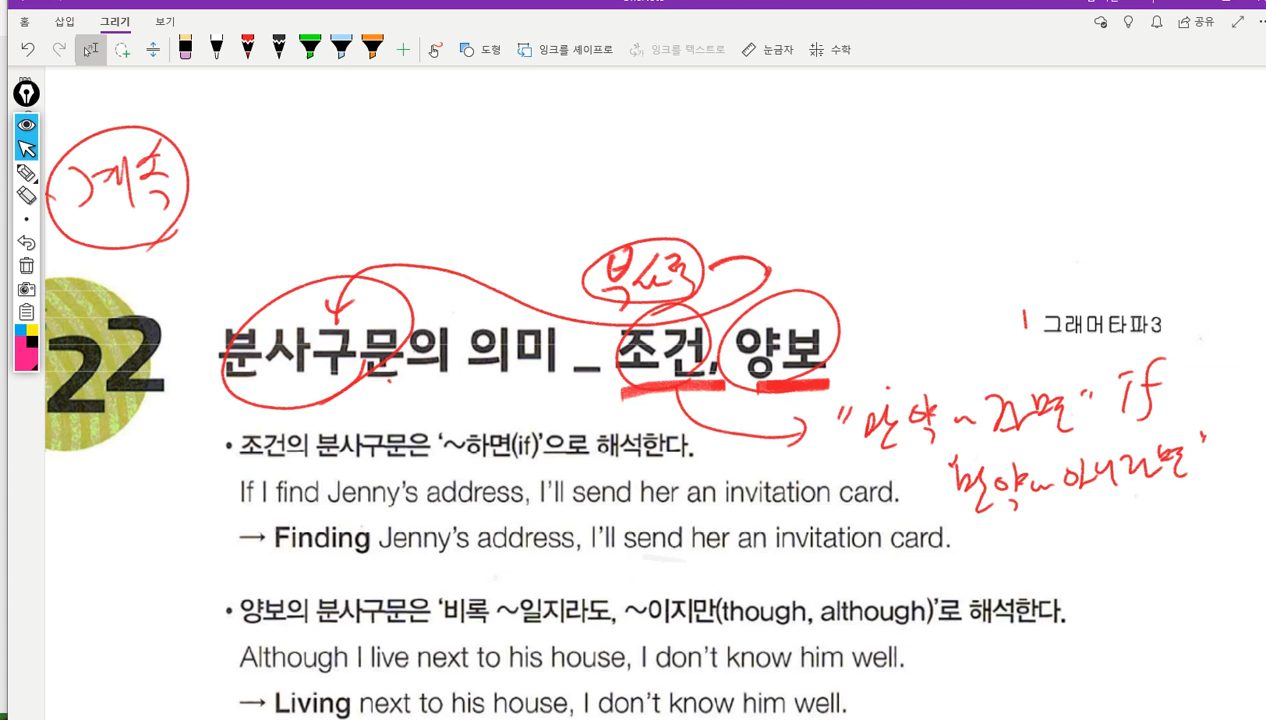 홈 삽입 그리기 보기
공유
도형 잉크를 셰이프로 잉크를 텍스트로 눈금자 수학
계속
부사절
22 분사구문의 의미 _ 조건, 양보
1 그래머타파3
"만약~라면" if
"만약~아니라면"
• 조건의 분사구문은 '~하면(if)'으로 해석한다.
If I find Jenny's address, I'll send her an invitation card.
→ Finding Jenny's address, I'll send her an invitation card.
• 양보의 분사구문은 '비록 ~일지라도, ~이지만(though, although)'로 해석한다.
Although I live next to his house, I don't know him well.
→ Living next to his house, I don't know him well.